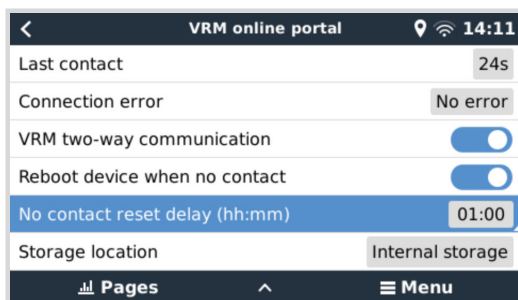 VRM online portal 14:11
Last contact 24s
Connection error No error
VRM two-way communication
Reboot device when no contact
No contact reset delay (hh:mm) 01:00
Storage location Internal storage
Pages Menu